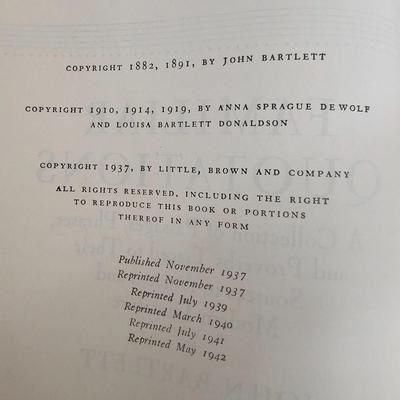 COPYRIGHT 1882, 1891, BY JOHN BARTLETT
COPYRIGHT 1910, 1914, 1919, BY ANNA SPRAGUE DEWOLF
AND LOUISA BARTLETT DONALDSON
COPYRIGHT 1937, BY LITTLE, BROWN AND COMPANY
ALL RIGHTS RESERVED, INCLUDING THE RIGHT
TO REPRODUCE THIS BOOK OR PORTIONS
THEREOF IN ANY FORM
Published November 1937
Reprinted November 1937
Reprinted July 1939
Reprinted March 1940
Reprinted July 1941
Reprinted May 1942